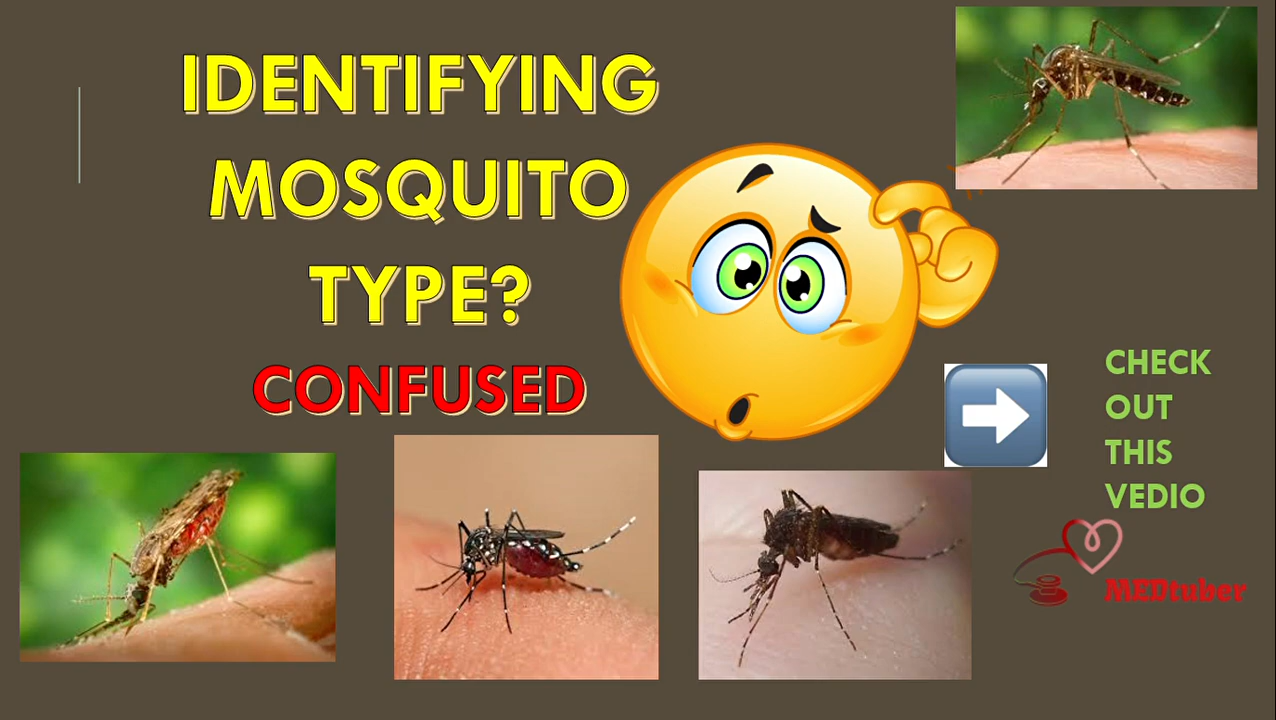 IDENTIFYING
MOSQUITO
TYPE?
CONFUSED
CHECK
OUT
THIS
VEDIO
MEDtuber